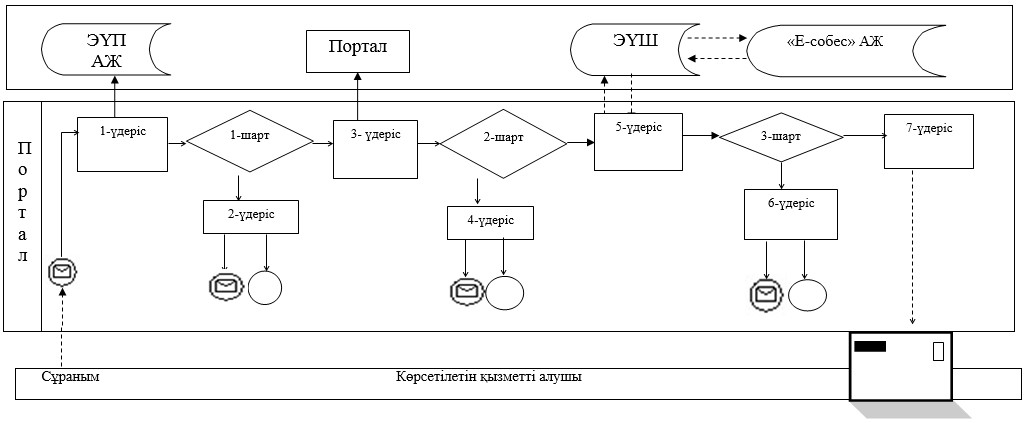 ЭҮП
АЖ
Портал
ЭҮШ
«Е-собес» АЖ
Портал
1-үдеріс
1-шарт
3- үдеріс
2-шарт
5-үдеріс
3-шарт
7-үдеріс
2-үдеріс
4-үдеріс
6-үдеріс
Сұраным
Көрсетілетін қызметті алушы